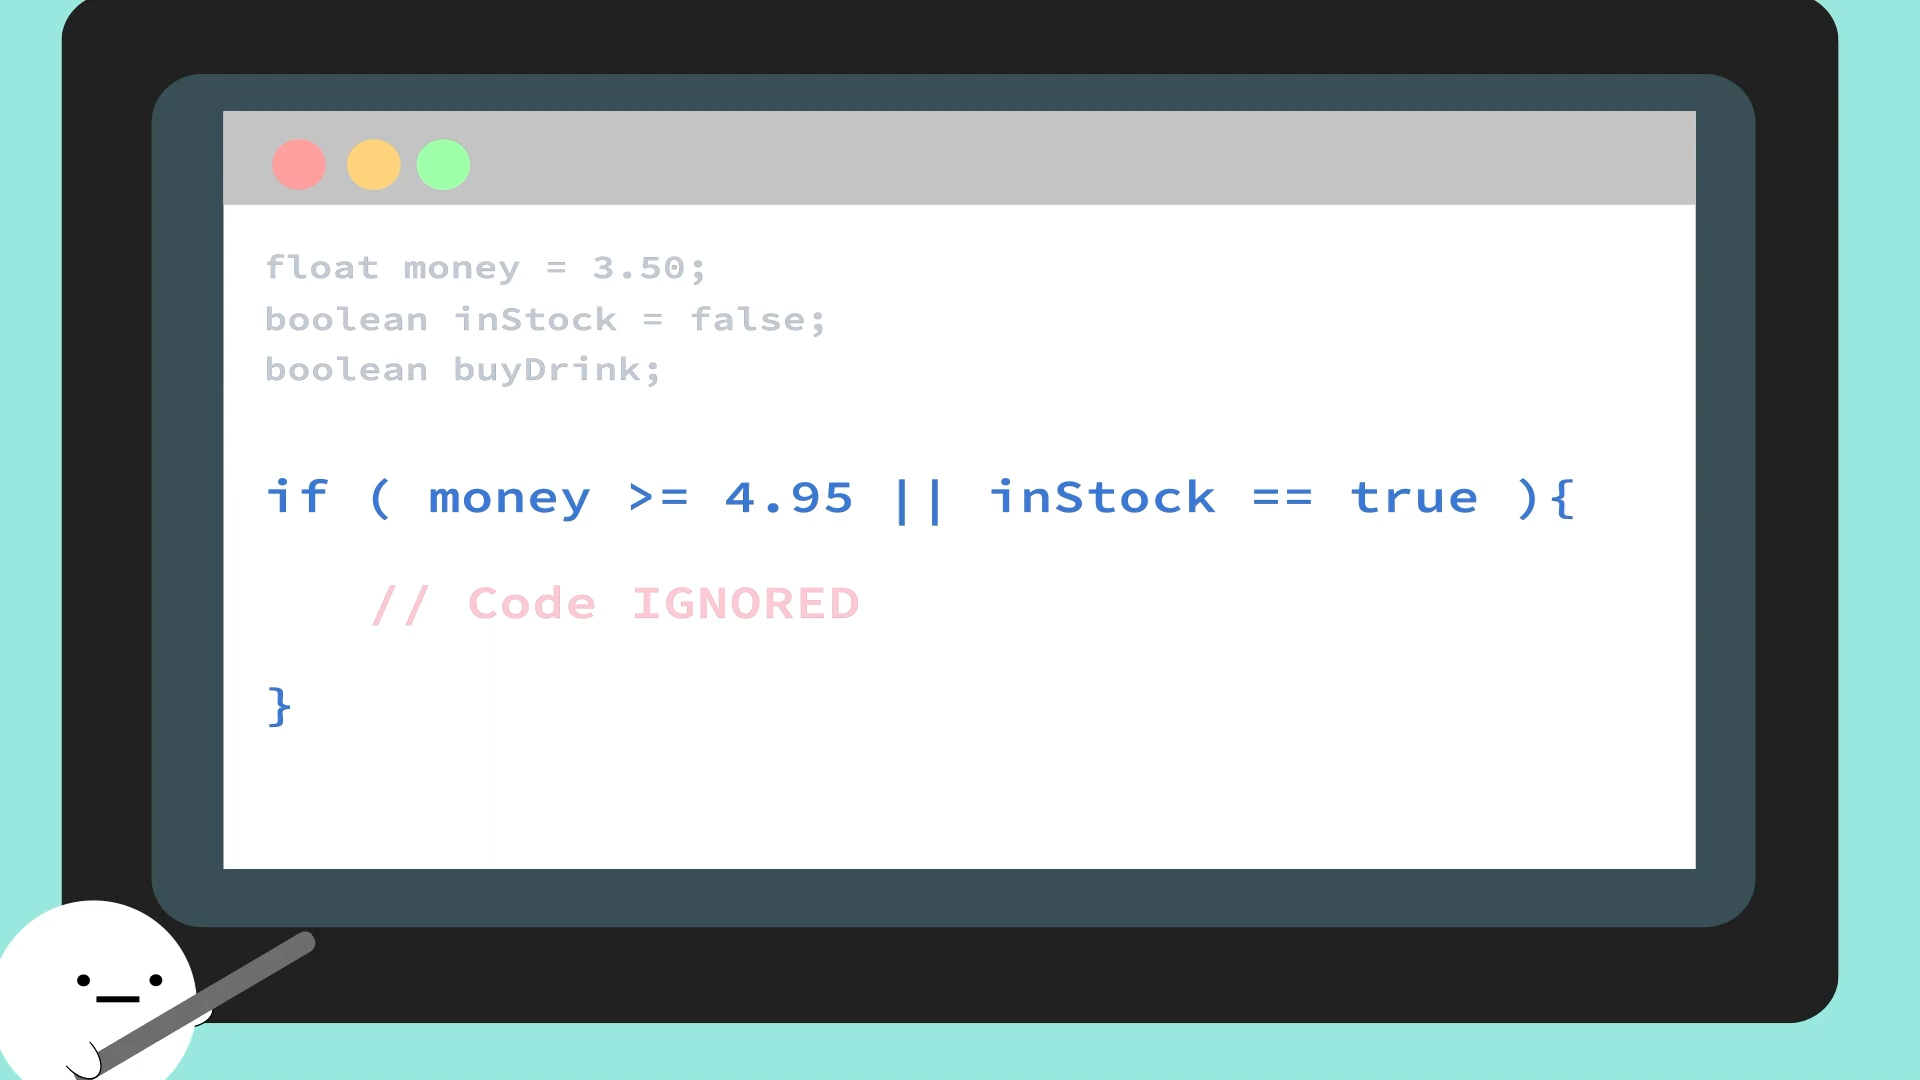 float money = 3.50;
boolean inStock = false;
boolean buyDrink;
if ( money >= 4.95 || inStock == true ){
// Code IGNORED
}